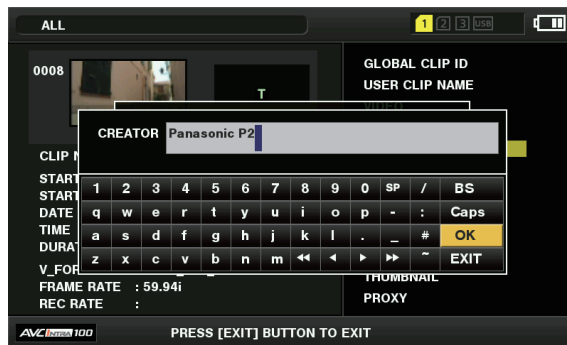 ALL
1 2 3 USB
0008
T
GLOBAL CLIP ID
USER CLIP NAME
VIDEO
CREATOR Panasonic P2
CLIP N
START
START
DATE
TIME
DURAT
V_FOR
FRAME RATE : 59.94i
REC RATE :
1 2 3 4 5 6 7 8 9 0 SP / BS
q w e r t y u i o p - : Caps
a s d f g h j k l . _ # OK
z x c v b n m ◀◀ ◀ ▶ ▶▶ ~ EXIT
THUMBNAIL
PROXY
AVC INTRA 100
PRESS [EXIT] BUTTON TO EXIT